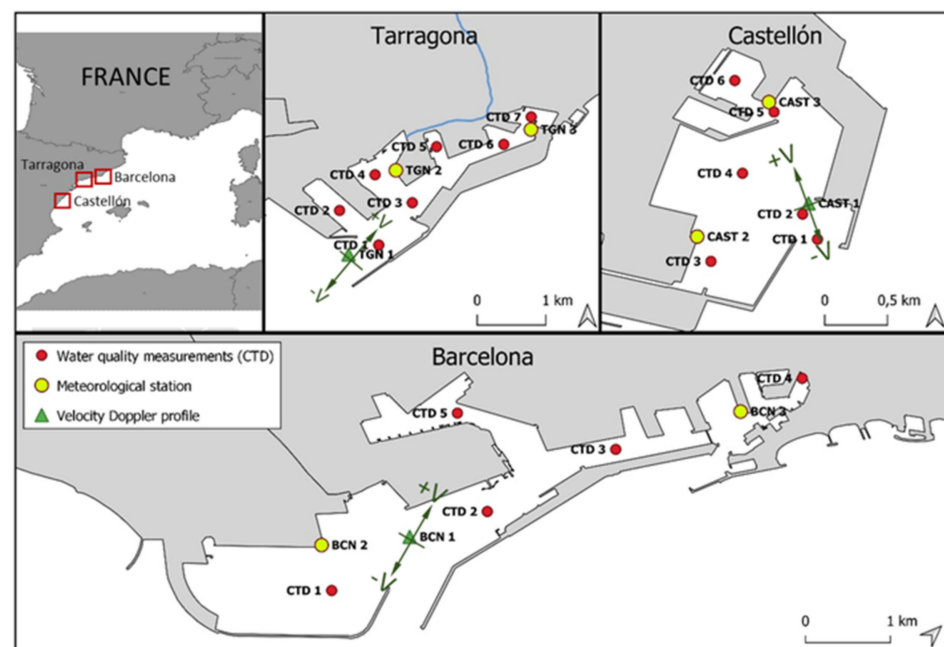 FRANCE
Tarragona
Barcelona
Castellón
Tarragona
CTD 7
TGN 3
CTD 5
CTD 6
TGN 2
CTD 4
CTD 3
CTD 2
+V
CTD 1
TGN 1
-V
0 1 km
Castellón
CTD 6
CAST 3
CTD 5
+V
CTD 4
CAST 1
CTD 2
CAST 2
CTD 1
CTD 3
-V
0 0,5 km
Barcelona
Water quality measurements (CTD)
Meteorological station
Velocity Doppler profile
CTD 4
CTD 5
BCN 3
CTD 3
+V
CTD 2
BCN 2
BCN 1
-V
CTD 1
0 1 km